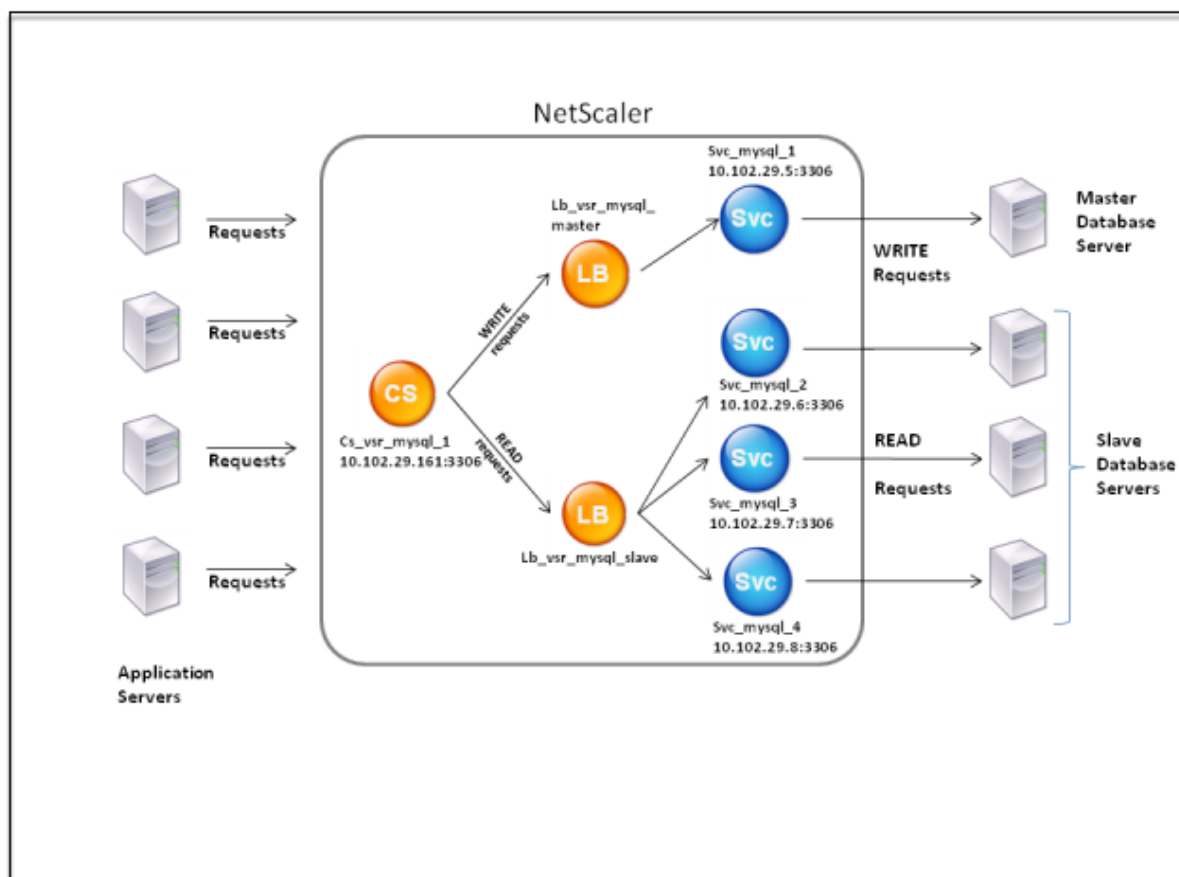 NetScaler
Svc_mysql_1
10.102.29.5:3306
Lb_vsr_mysql_
master
Svc
Master
Database
Server
Requests
LB
WRITE
Requests
WRITE
requests
Requests
Svc
Svc_mysql_2
10.102.29.6:3306
CS
Cs_vsr_mysql_1
10.102.29.161:3306
READ
requests
Requests
Svc
READ
Requests
Slave
Database
Servers
Svc_mysql_3
10.102.29.7:3306
LB
Lb_vsr_mysql_slave
Requests
Svc
Svc_mysql_4
10.102.29.8:3306
Application
Servers